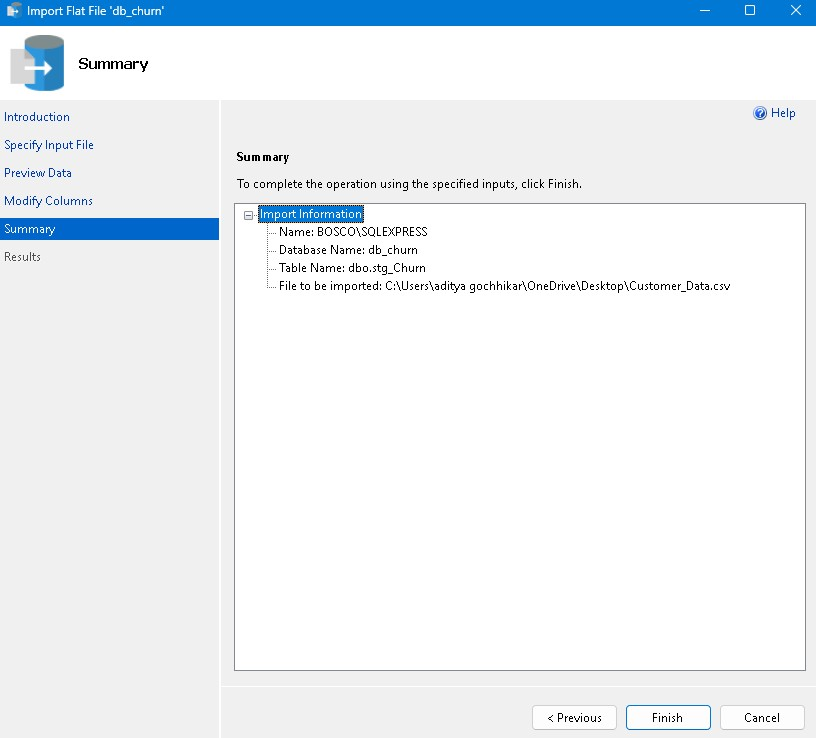 Import Flat File 'db_churn'
Summary
Introduction
Specify Input File
Preview Data
Modify Columns
Summary
Results
Help
Summary
To complete the operation using the specified inputs, click Finish.
Import Information
Name: BOSCO\SQLEXPRESS
Database Name: db_churn
Table Name: dbo.stg_Churn
File to be imported: C:\Users\aditya gochhikar\OneDrive\Desktop\Customer_Data.csv
< Previous
Finish
Cancel